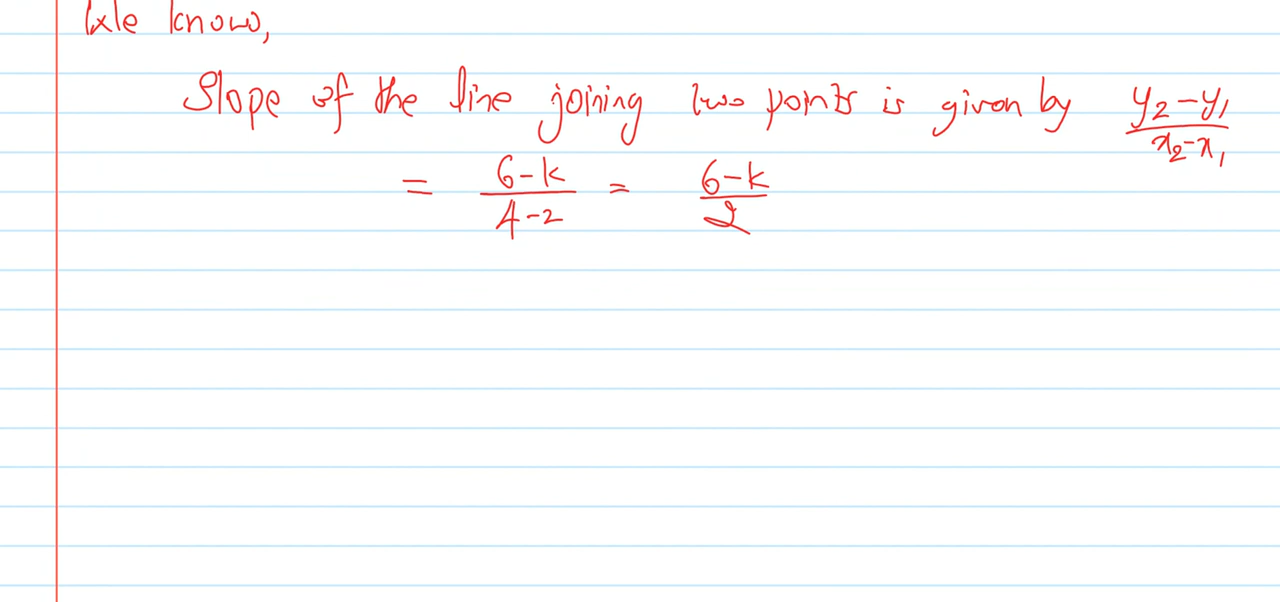 We know,
Slope of the line joining two points is given by (y₂-y₁)/(x₂-x₁)
= (6-k)/(4-2) = (6-k)/2